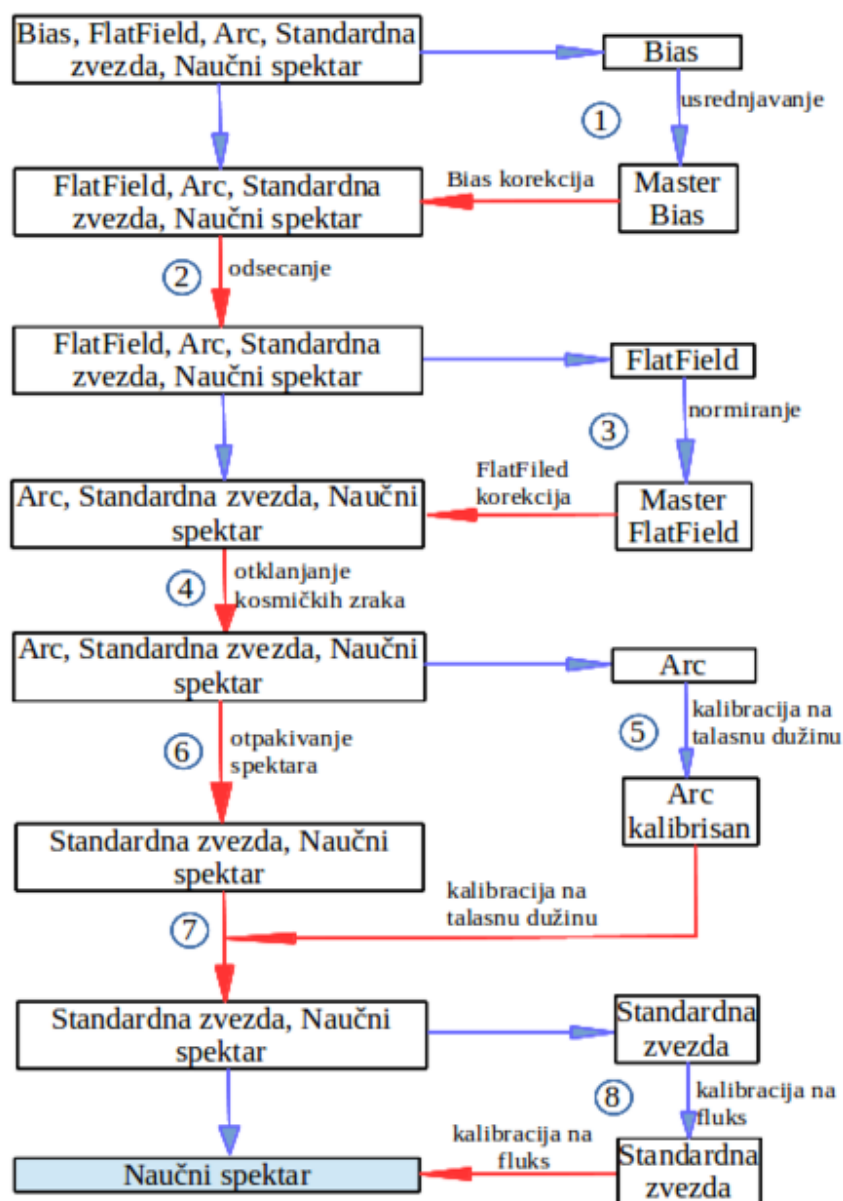 Bias, FlatField, Arc, Standardna
zvezda, Naučni spektar
Bias
usrednjavanje
1
FlatField, Arc, Standardna
zvezda, Naučni spektar
Bias korekcija
Master
Bias
2
odsecanje
FlatField, Arc, Standardna
zvezda, Naučni spektar
FlatField
normiranje
3
Arc, Standardna zvezda, Naučni
spektar
FlatFiled
korekcija
Master
FlatField
4
otklanjanje
kosmičkih zraka
Arc, Standardna zvezda, Naučni
spektar
Arc
kalibracija na
talasnu dužinu
5
6
otpakivanje
spektara
Arc
kalibrisan
Standardna zvezda, Naučni
spektar
kalibracija na
talasnu dužinu
7
Standardna zvezda, Naučni
spektar
Standardna
zvezda
8
kalibracija na
fluks
Naučni spektar
kalibracija na
fluks
Standardna
zvezda